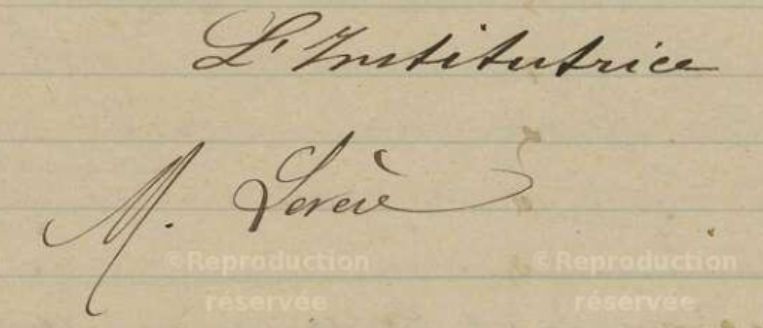 L'Institutrice
M.
©Reproduction ©Reproduction
réservée réservée